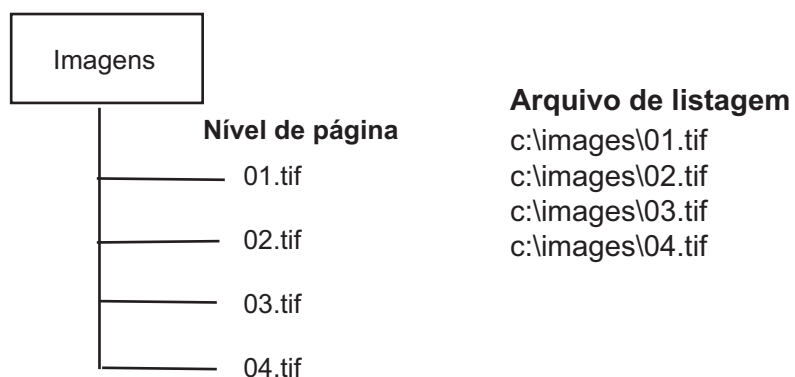 Imagens
Nível de página
01.tif
02.tif
03.tif
04.tif
Arquivo de listagem
c:\images\01.tif
c:\images\02.tif
c:\images\03.tif
c:\images\04.tif